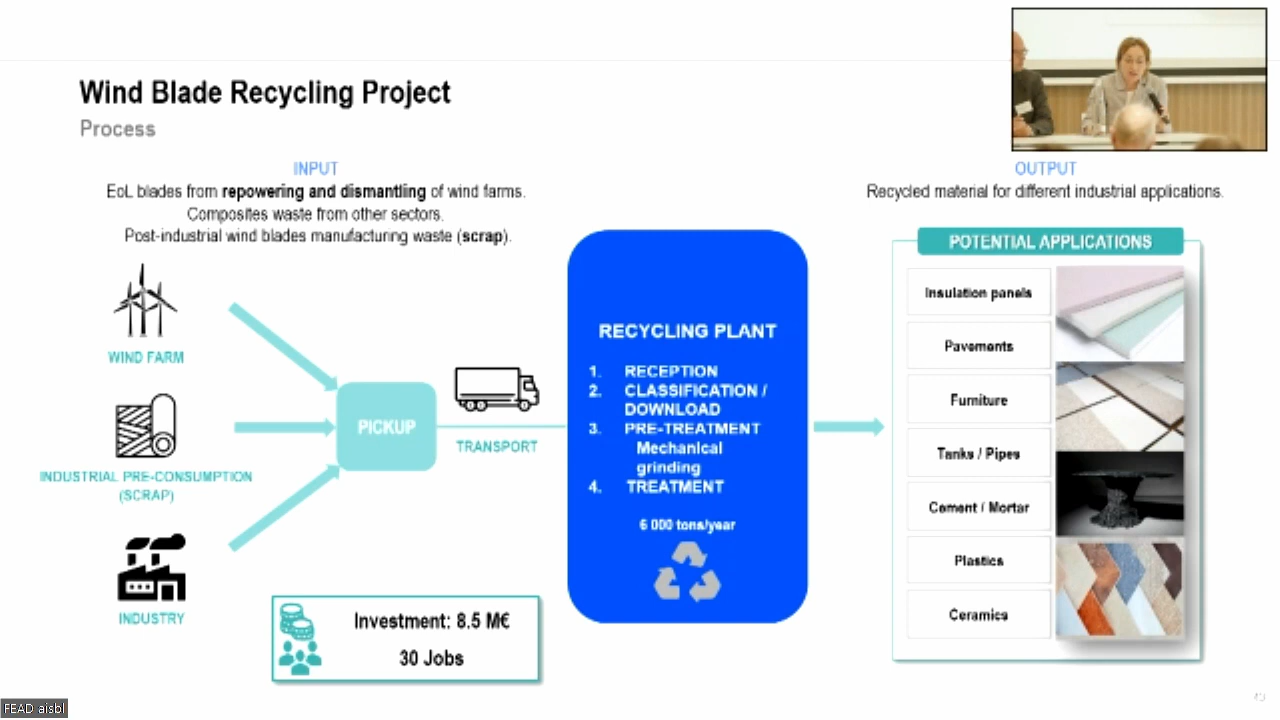 Wind Blade Recycling Project
Process
INPUT
EoL blades from repowering and dismantling of wind farms.
Composites waste from other sectors.
Post-industrial wind blades manufacturing waste (scrap).
WIND FARM
INDUSTRIAL PRE-CONSUMPTION
(SCRAP)
INDUSTRY
PICKUP
TRANSPORT
Investment: 8.5 M€
30 Jobs
RECYCLING PLANT
1. RECEPTION
2. CLASSIFICATION /
DOWNLOAD
3. PRE-TREATMENT
Mechanical
grinding
4. TREATMENT
6 000 tons/year
OUTPUT
Recycled material for different industrial applications.
POTENTIAL APPLICATIONS
Insulation panels
Pavements
Furniture
Tanks / Pipes
Cement / Mortar
Plastics
Ceramics
FEAD aisbl